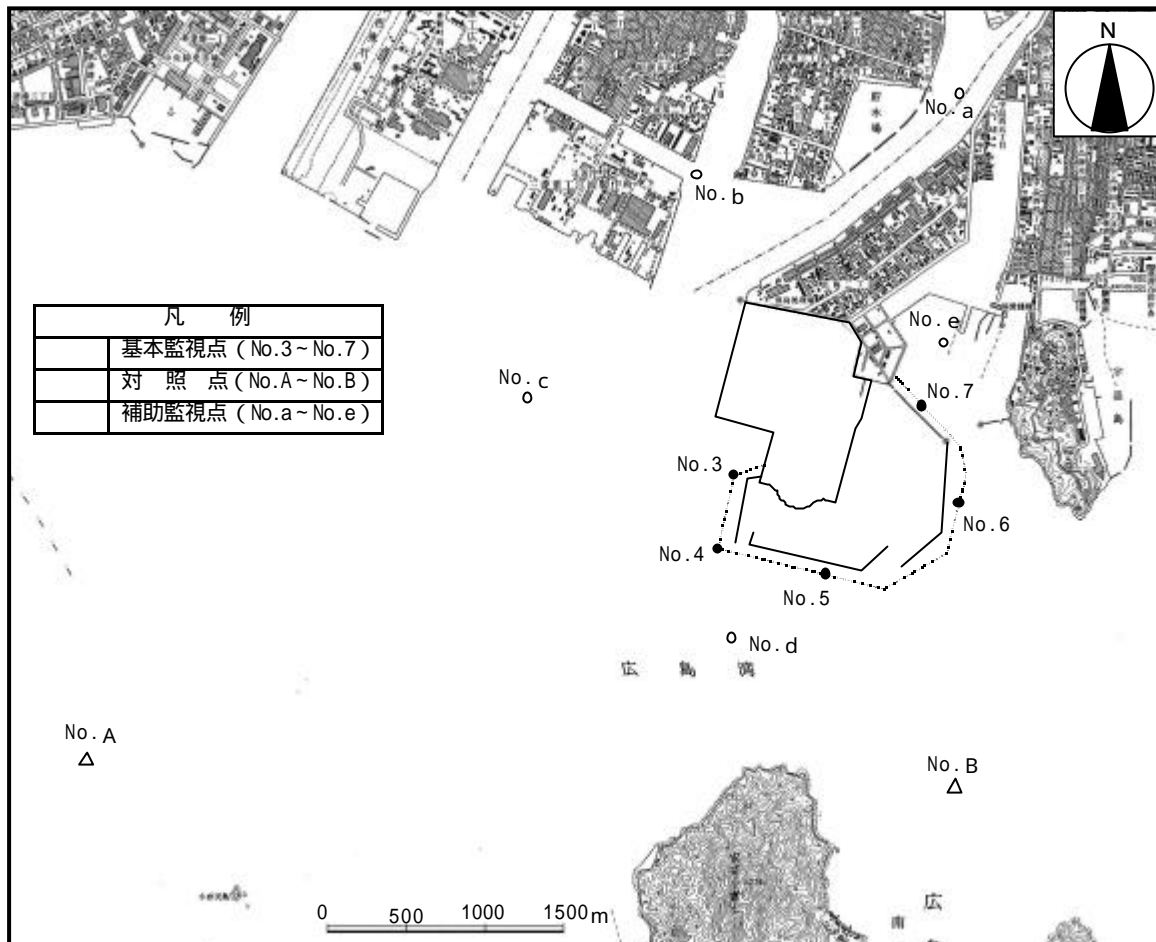 N
No.a
No.b
凡 例
基本監視点 (No.3~No.7)
対 照 点 (No.A~No.B)
補助監視点 (No.a~No.e)
No.e
No.c
No.7
No.3
No.6
No.4
No.5
No.d
広 島 湾
No.A
No.B
0 500 1000 1500m
広
南